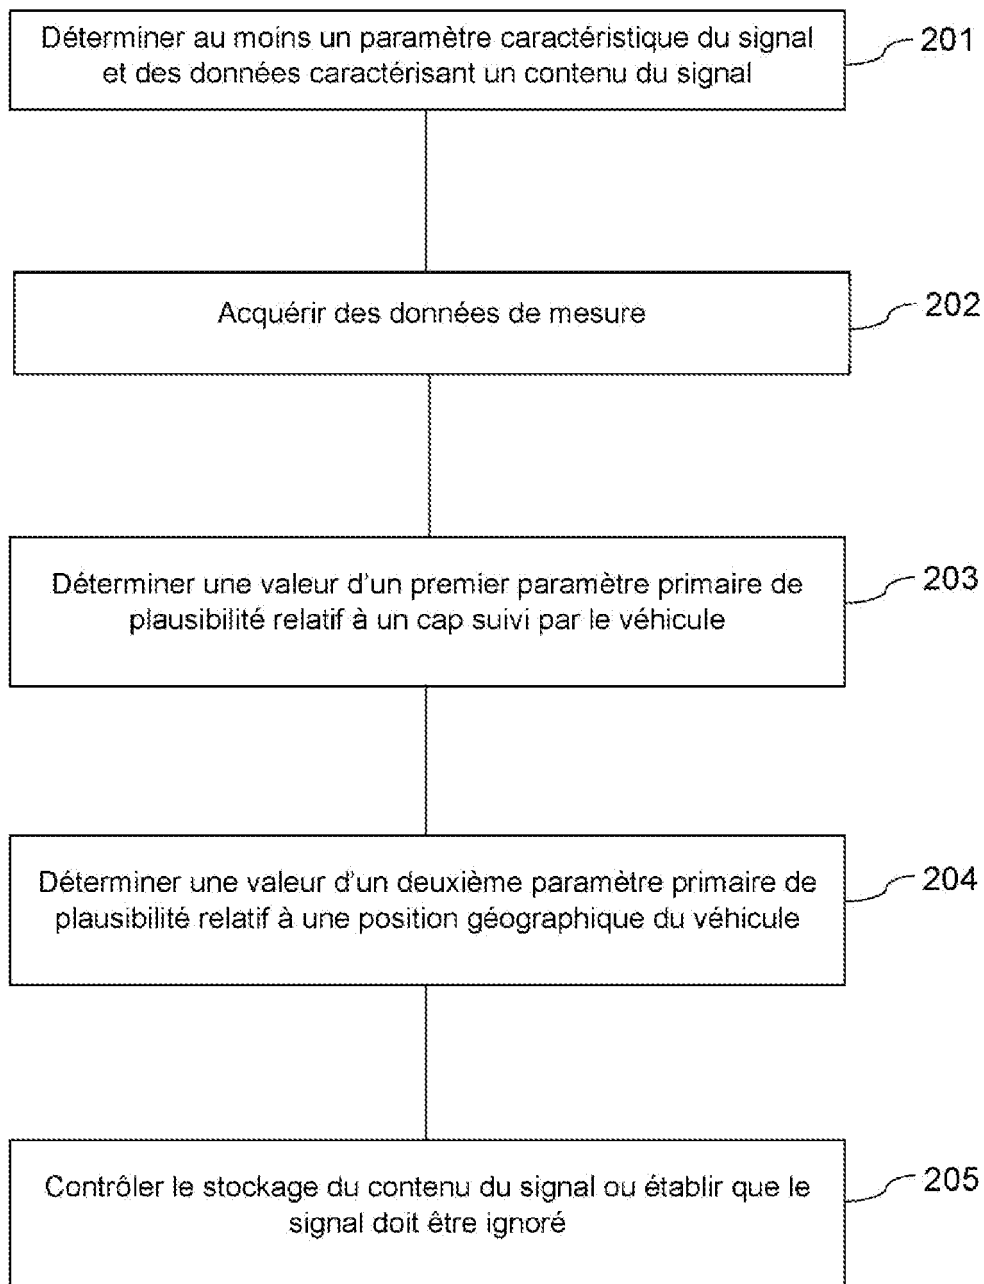 Déterminer au moins un paramètre caractéristique du signal
et des données caractérisant un contenu du signal
201
Acquérir des données de mesure
202
Déterminer une valeur d'un premier paramètre primaire de
plausibilité relatif à un cap suivi par le véhicule
203
Déterminer une valeur d'un deuxième paramètre primaire de
plausibilité relatif à une position géographique du véhicule
204
Contrôler le stockage du contenu du signal ou établir que le
signal doit être ignoré
205